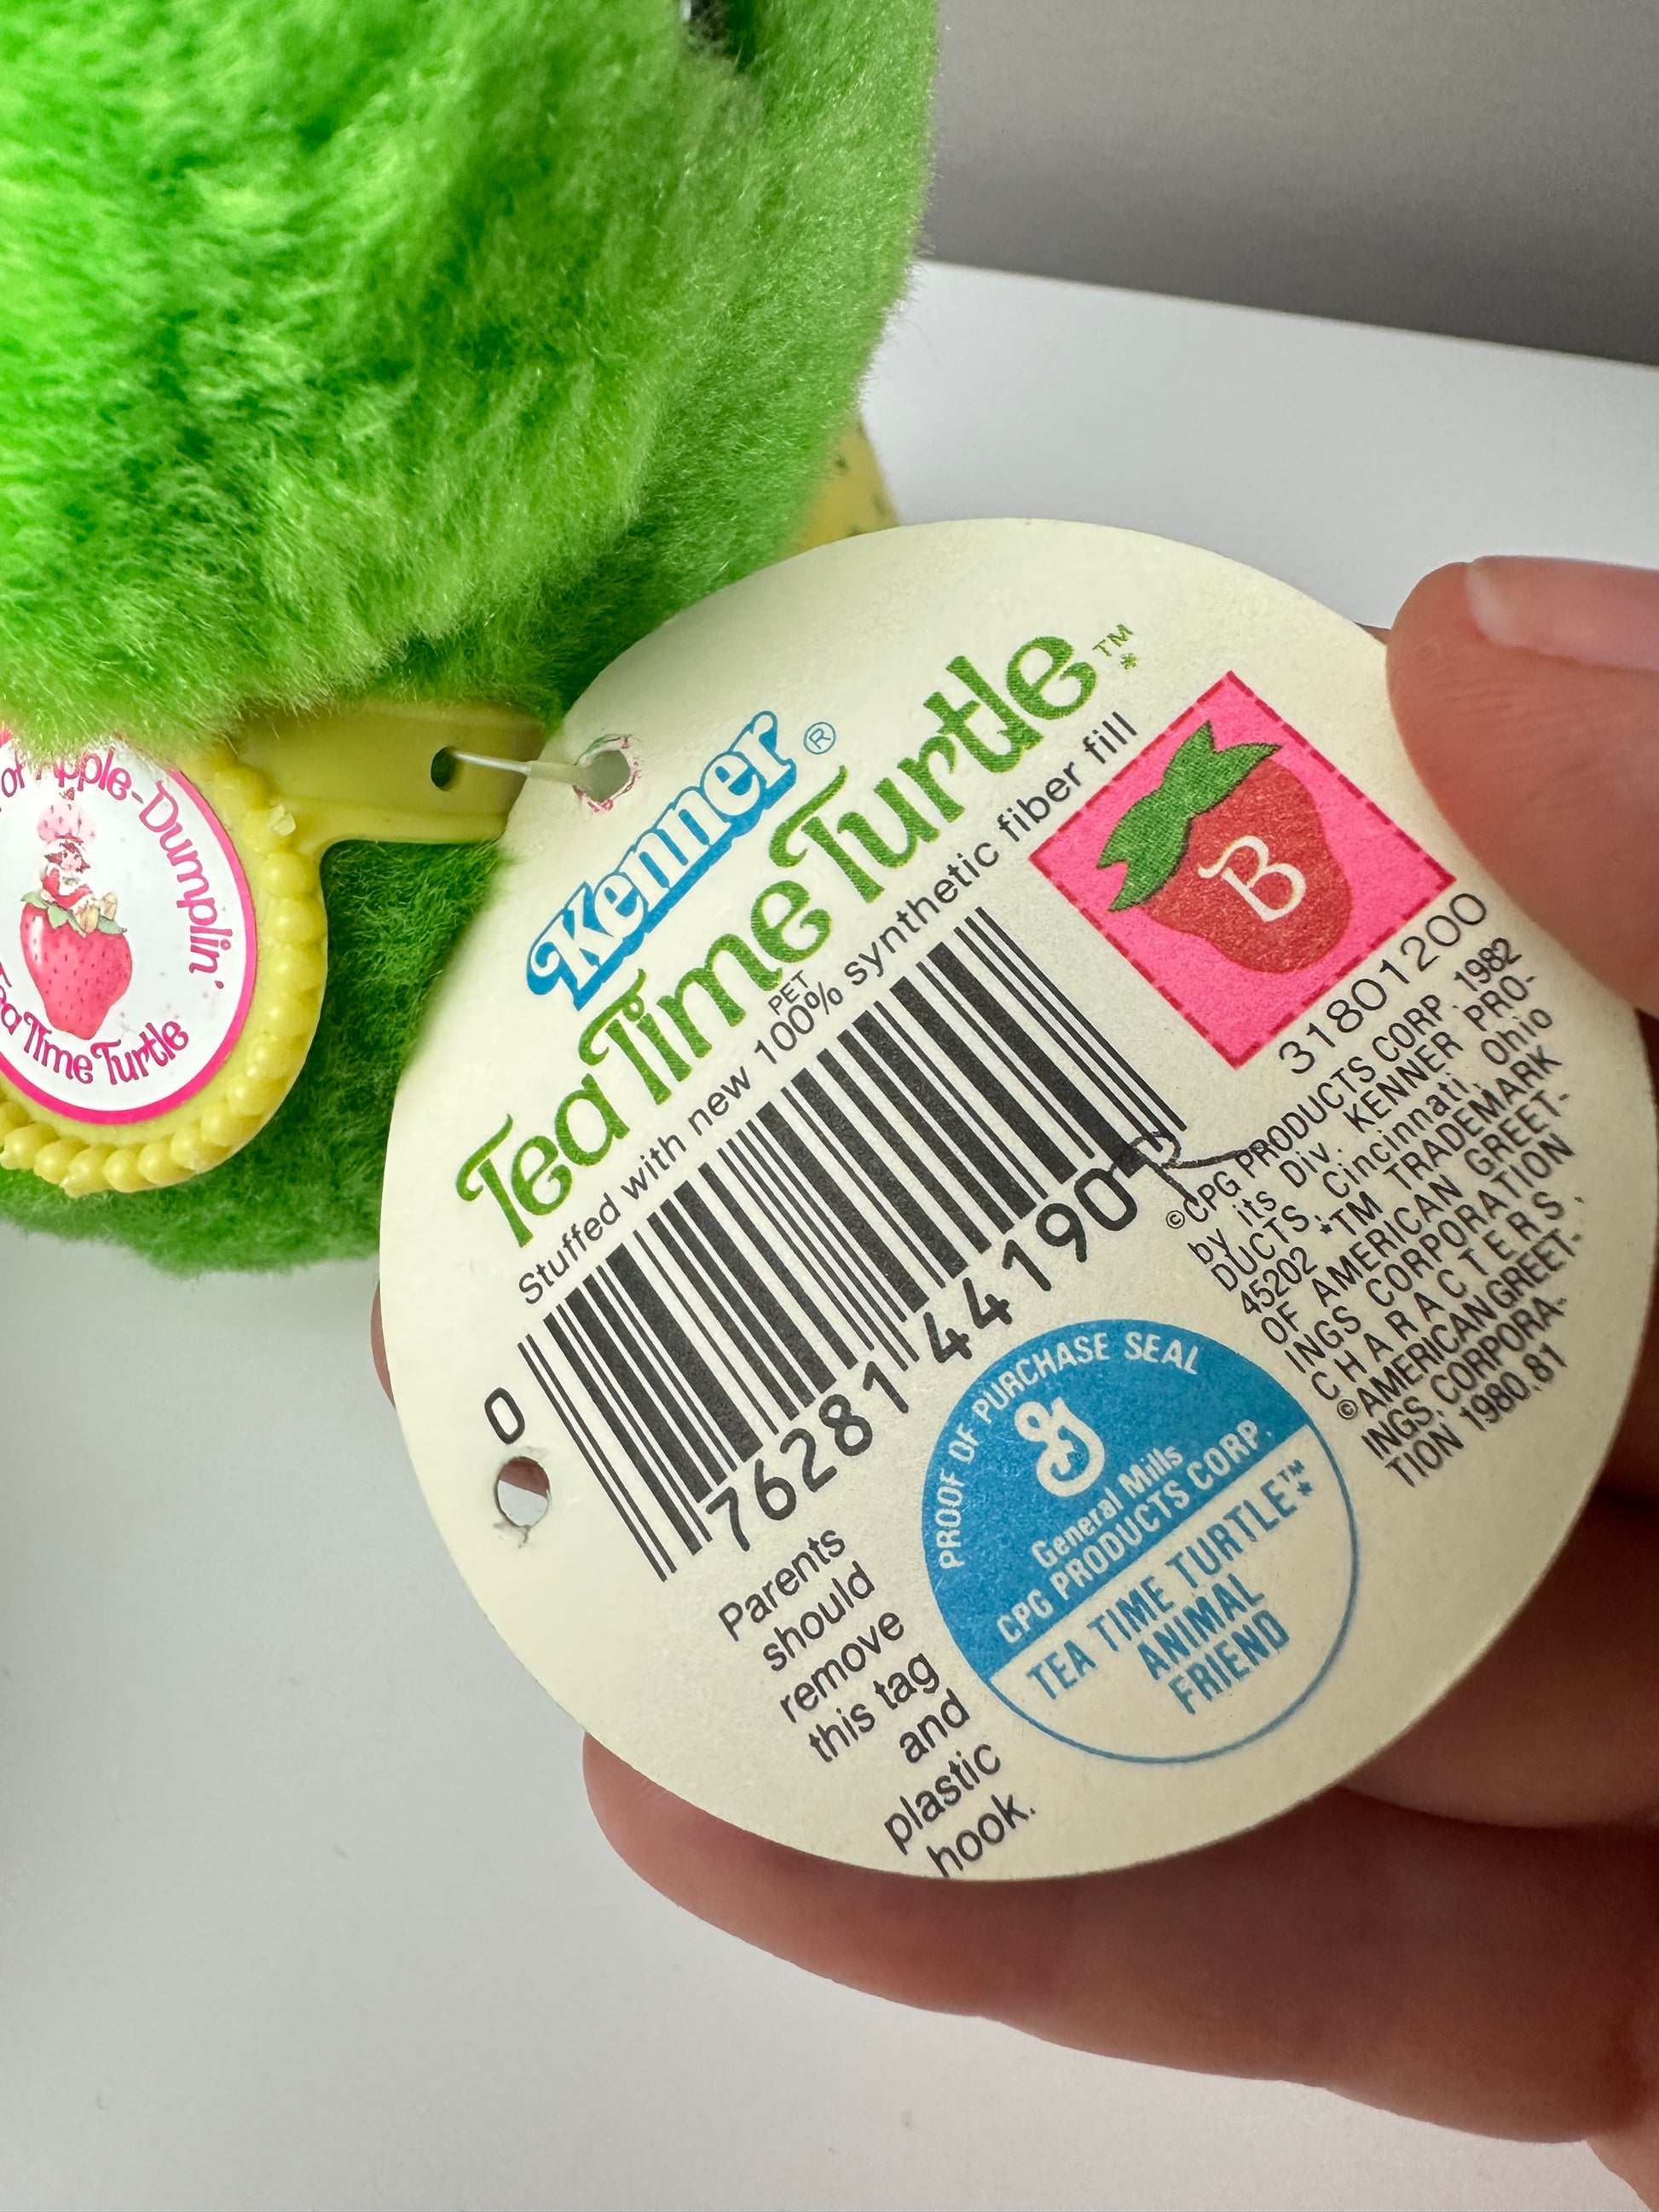 of Apple-Dumplin'
Tea Time Turtle
Kenner®
Tea Time Turtle™*
PET
Stuffed with new 100% synthetic fiber fill
B
31801200
0
76281 44190
©CPG PRODUCTS CORP. 1982
by its Div. KENNER PRO-
DUCTS, Cincinnati, Ohio
45202 *TM TRADEMARK
OF AMERICAN GREET-
INGS CORPORATION
CHARACTERS,
©AMERICAN GREET-
INGS, CORPORA-
TION 1980,81
PROOF OF PURCHASE SEAL
General Mills
CPG PRODUCTS CORP.
TEA TIME TURTLE™*
ANIMAL
FRIEND
Parents
should
remove
this tag
and
plastic
hook.